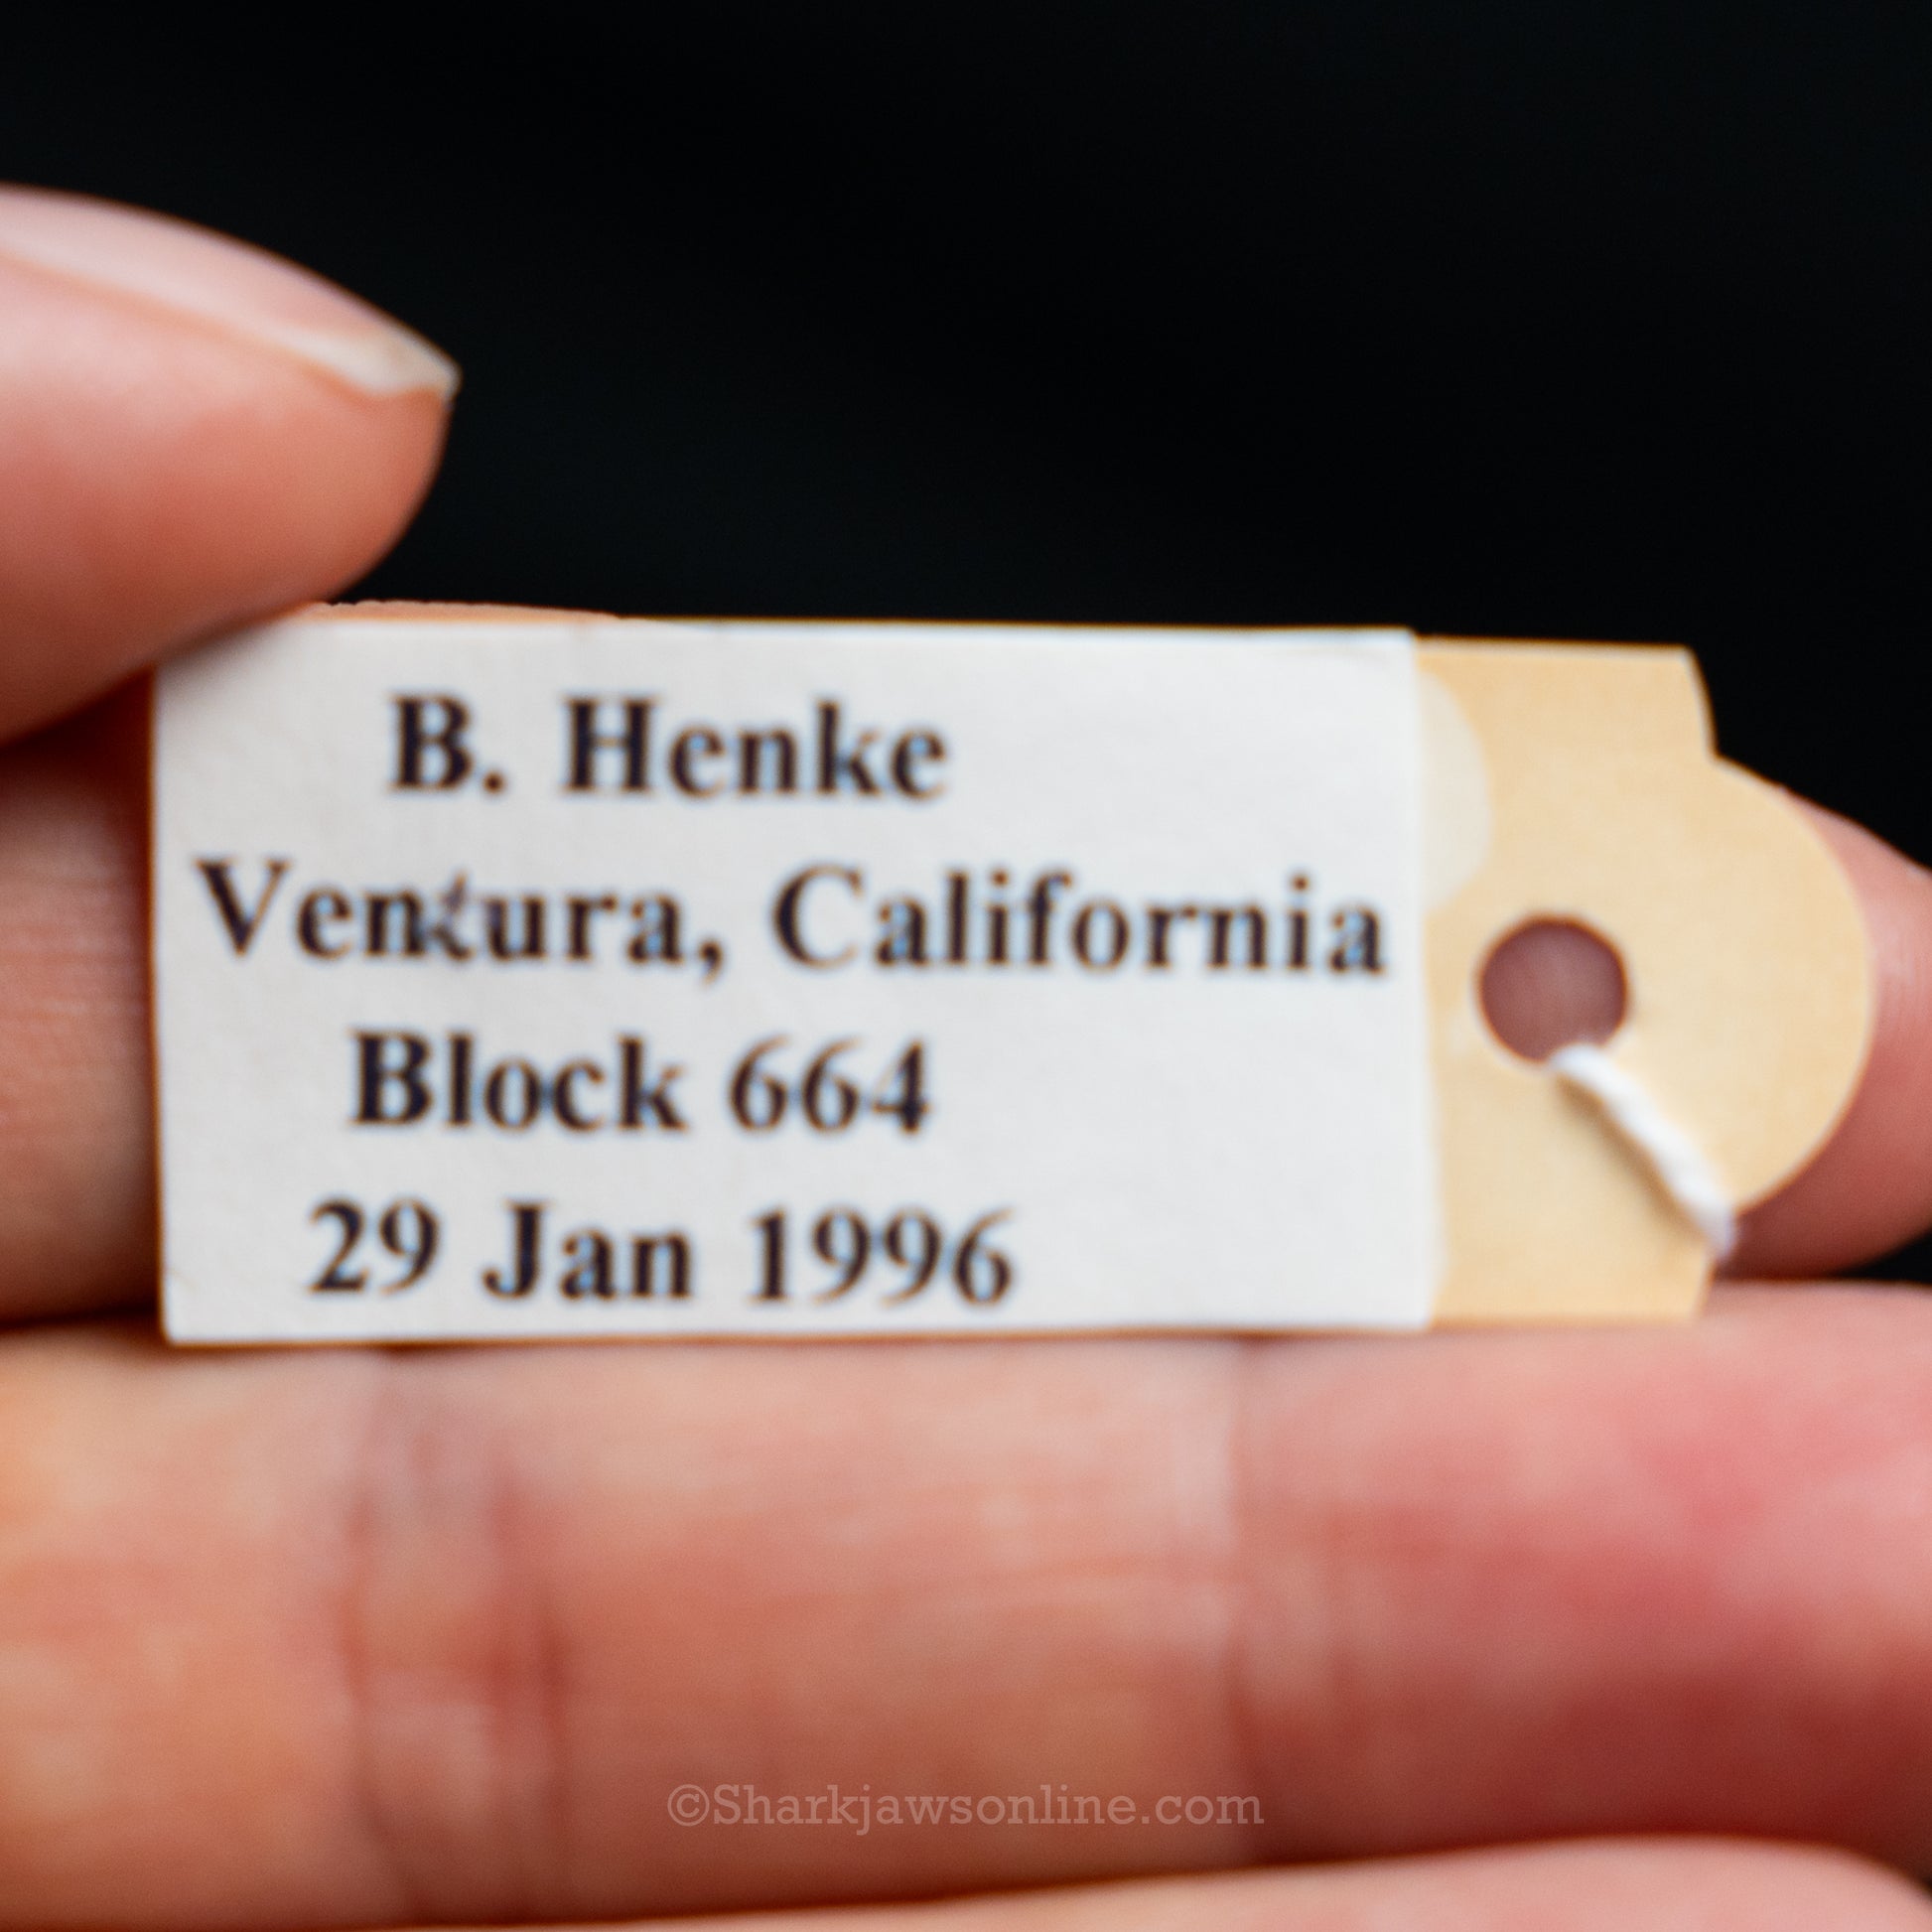 B. Henke
Ventura, California
Block 664
29 Jan 1996
©Sharkjawsonline.com